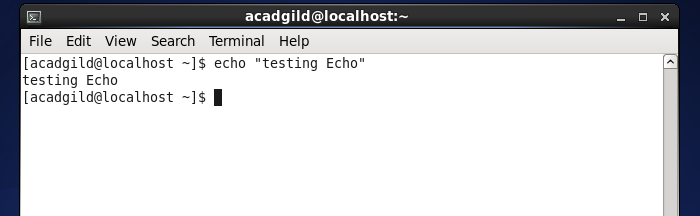 acadgild@localhost:~
File Edit View Search Terminal Help
[acadgild@localhost ~]$ echo "testing Echo"
testing Echo
[acadgild@localhost ~]$